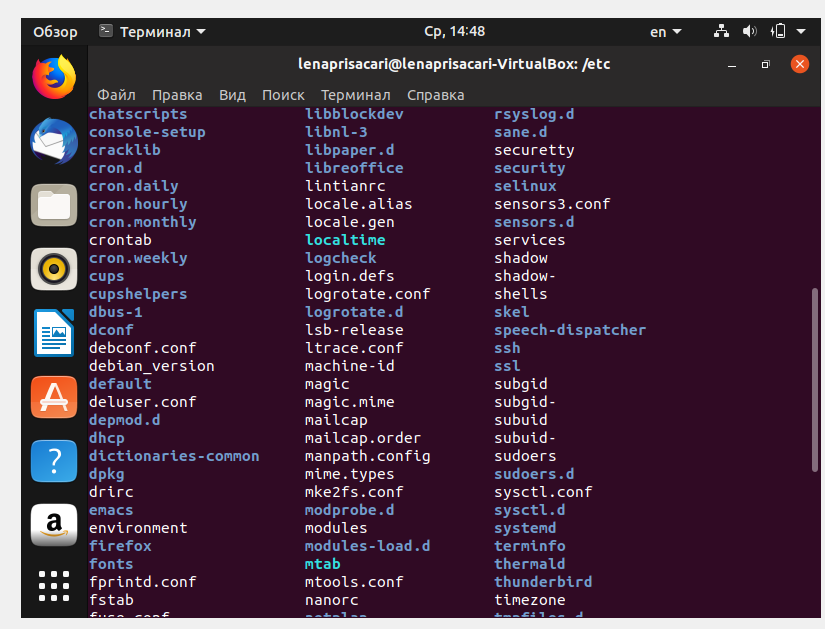 Обзор Терминал Ср, 14:48 en
lenaprisacari@lenaprisacari-VirtualBox: /etc
Файл Правка Вид Поиск Терминал Справка
chatscripts libblockdev rsyslog.d
console-setup libnl-3 sane.d
cracklib libpaper.d securetty
cron.d libreoffice security
cron.daily lintianrc selinux
cron.hourly locale.alias sensors3.conf
cron.monthly locale.gen sensors.d
crontab localtime services
cron.weekly logcheck shadow
cups login.defs shadow-
cupshelpers logrotate.conf shells
dbus-1 logrotate.d skel
dconf lsb-release speech-dispatcher
debconf.conf ltrace.conf ssh
debian_version machine-id ssl
default magic subgid
deluser.conf magic.mime subgid-
depmod.d mailcap subuid
dhcp mailcap.order subuid-
dictionaries-common manpath.config sudoers
dpkg mime.types sudoers.d
drirc mke2fs.conf sysctl.conf
emacs modprobe.d sysctl.d
environment modules systemd
firefox modules-load.d terminfo
fonts mtab thermald
fprintd.conf mtools.conf thunderbird
fstab nanorc timezone
fuse.conf netplan tmpfiles.d